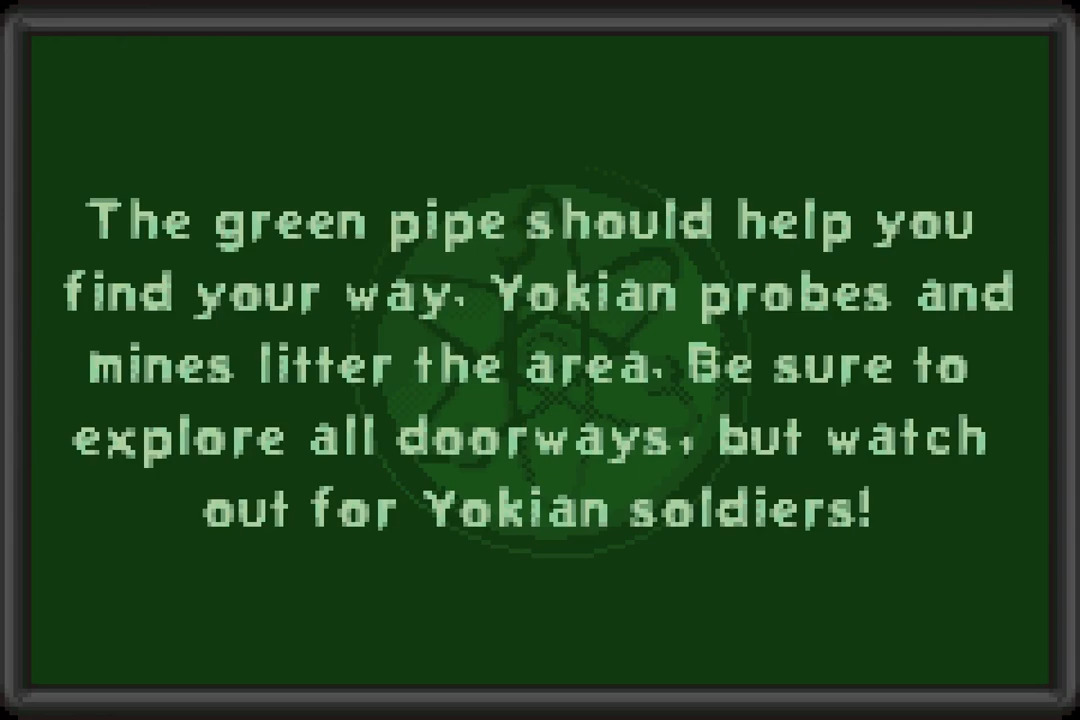 The green pipe should help you
find your way. Yokian probes and
mines litter the area. Be sure to
explore all doorways, but watch
out for Yokian soldiers!